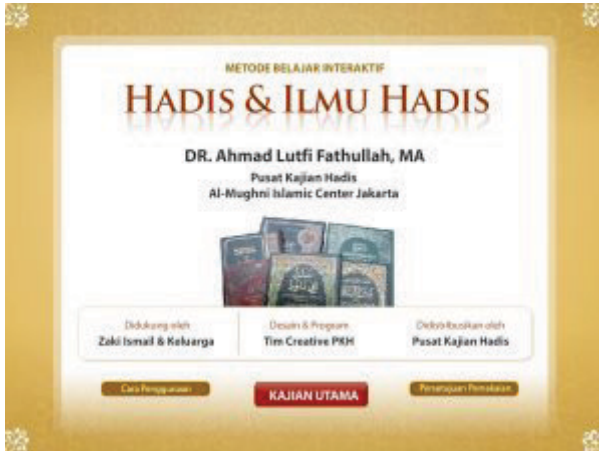 METODE BELAJAR INTERAKTIF
HADIS & ILMU HADIS
DR. Ahmad Lutfi Fathullah, MA
Pusat Kajian Hadis
Al-Mughni Islamic Center Jakarta
Didukung oleh
Zaki Ismail & Keluarga
Desain & Program
Tim Creative PKH
Didistribusikan oleh
Pusat Kajian Hadis
Cara Penggunaan
KAJIAN UTAMA
Persetujuan Pemakaian